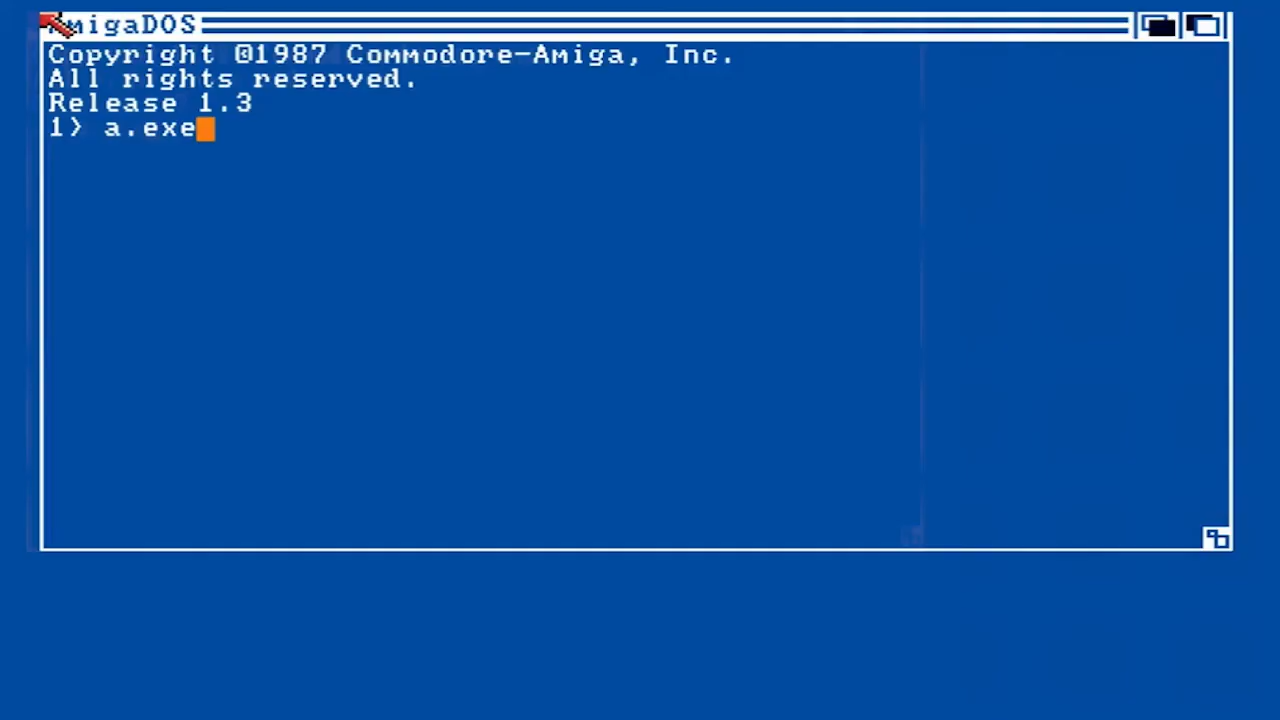 AmigaDOS
Copyright ©1987 Commodore-Amiga, Inc.
All rights reserved.
Release 1.3
1> a.exe